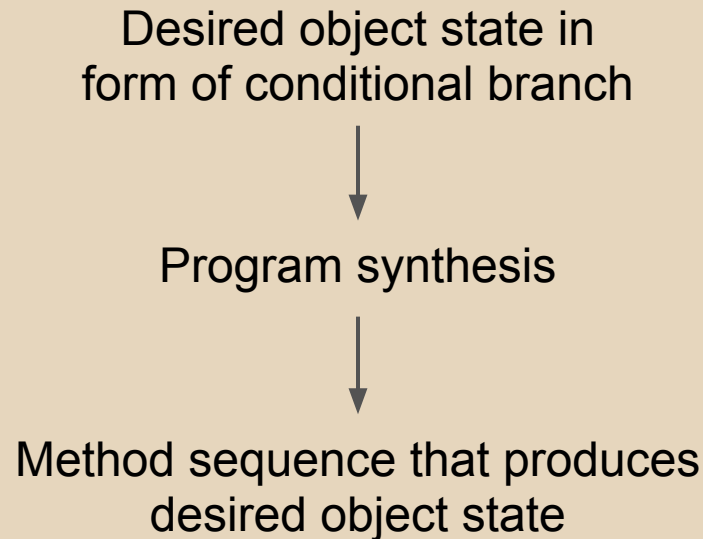 Desired object state in
form of conditional branch
Program synthesis
Method sequence that produces
desired object state